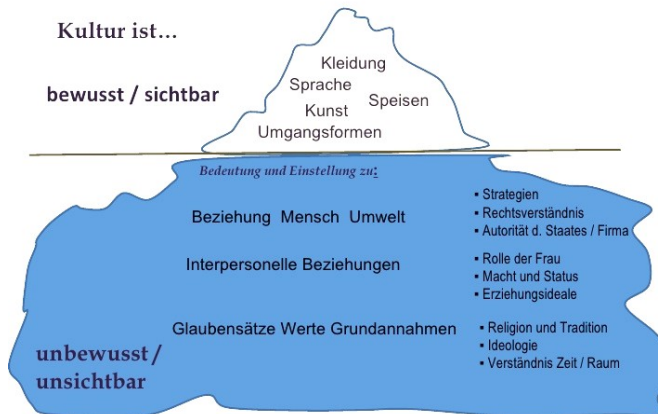 Kultur ist...
Kleidung
Sprache
bewusst / sichtbar
Speisen
Kunst
Umgangsformen
Bedeutung und Einstellung zu:
▪ Strategien
Beziehung Mensch Umwelt
▪ Rechtsverständnis
▪ Autorität d. Staates / Firma
▪ Rolle der Frau
Interpersonelle Beziehungen
▪ Macht und Status
▪ Erziehungsideale
Glaubensätze Werte Grundannahmen
▪ Religion und Tradition
▪ Ideologie
▪ Verständnis Zeit / Raum
unbewusst /
unsichtbar